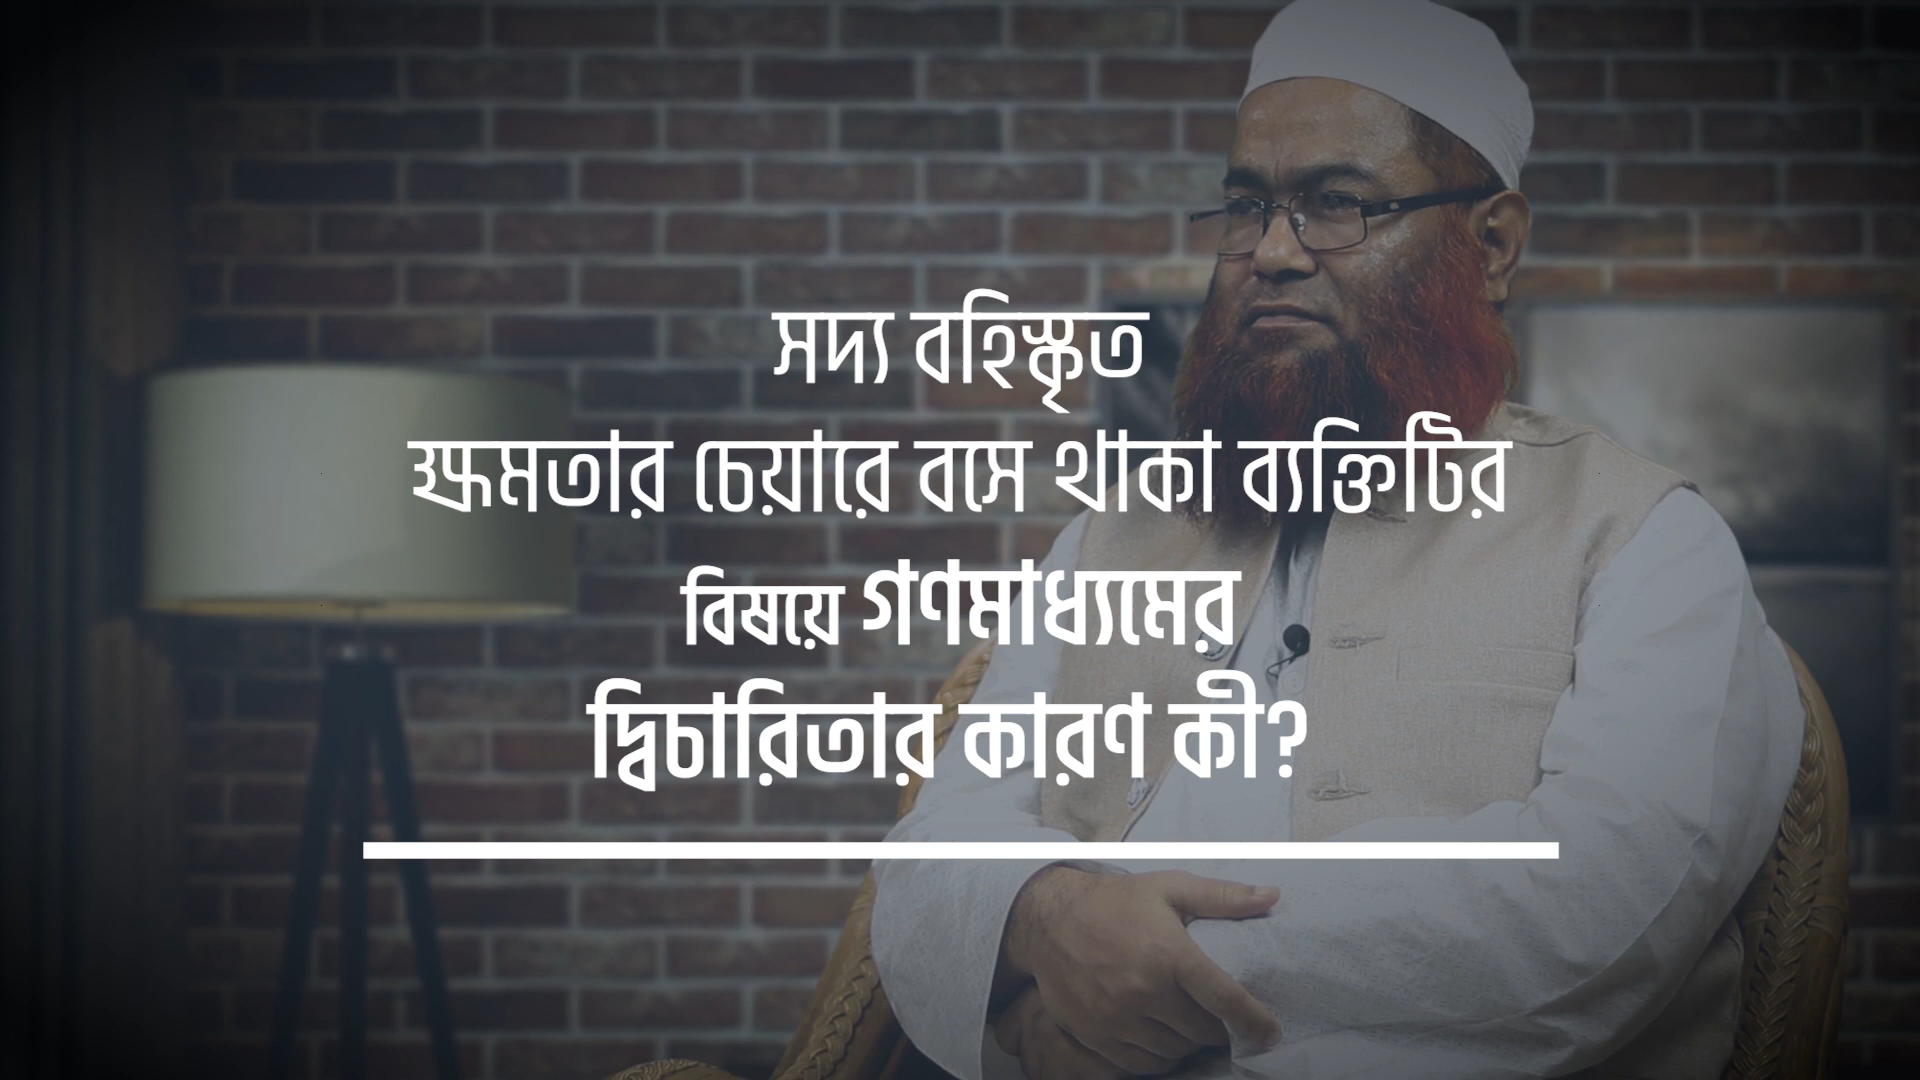 সদ্য বহিস্কৃত
ক্ষমতার চেয়ারে বসে থাকা ব্যক্তিটির
বিষয়ে গণমাধ্যমের
দ্বিচারিতার কারণ কী?